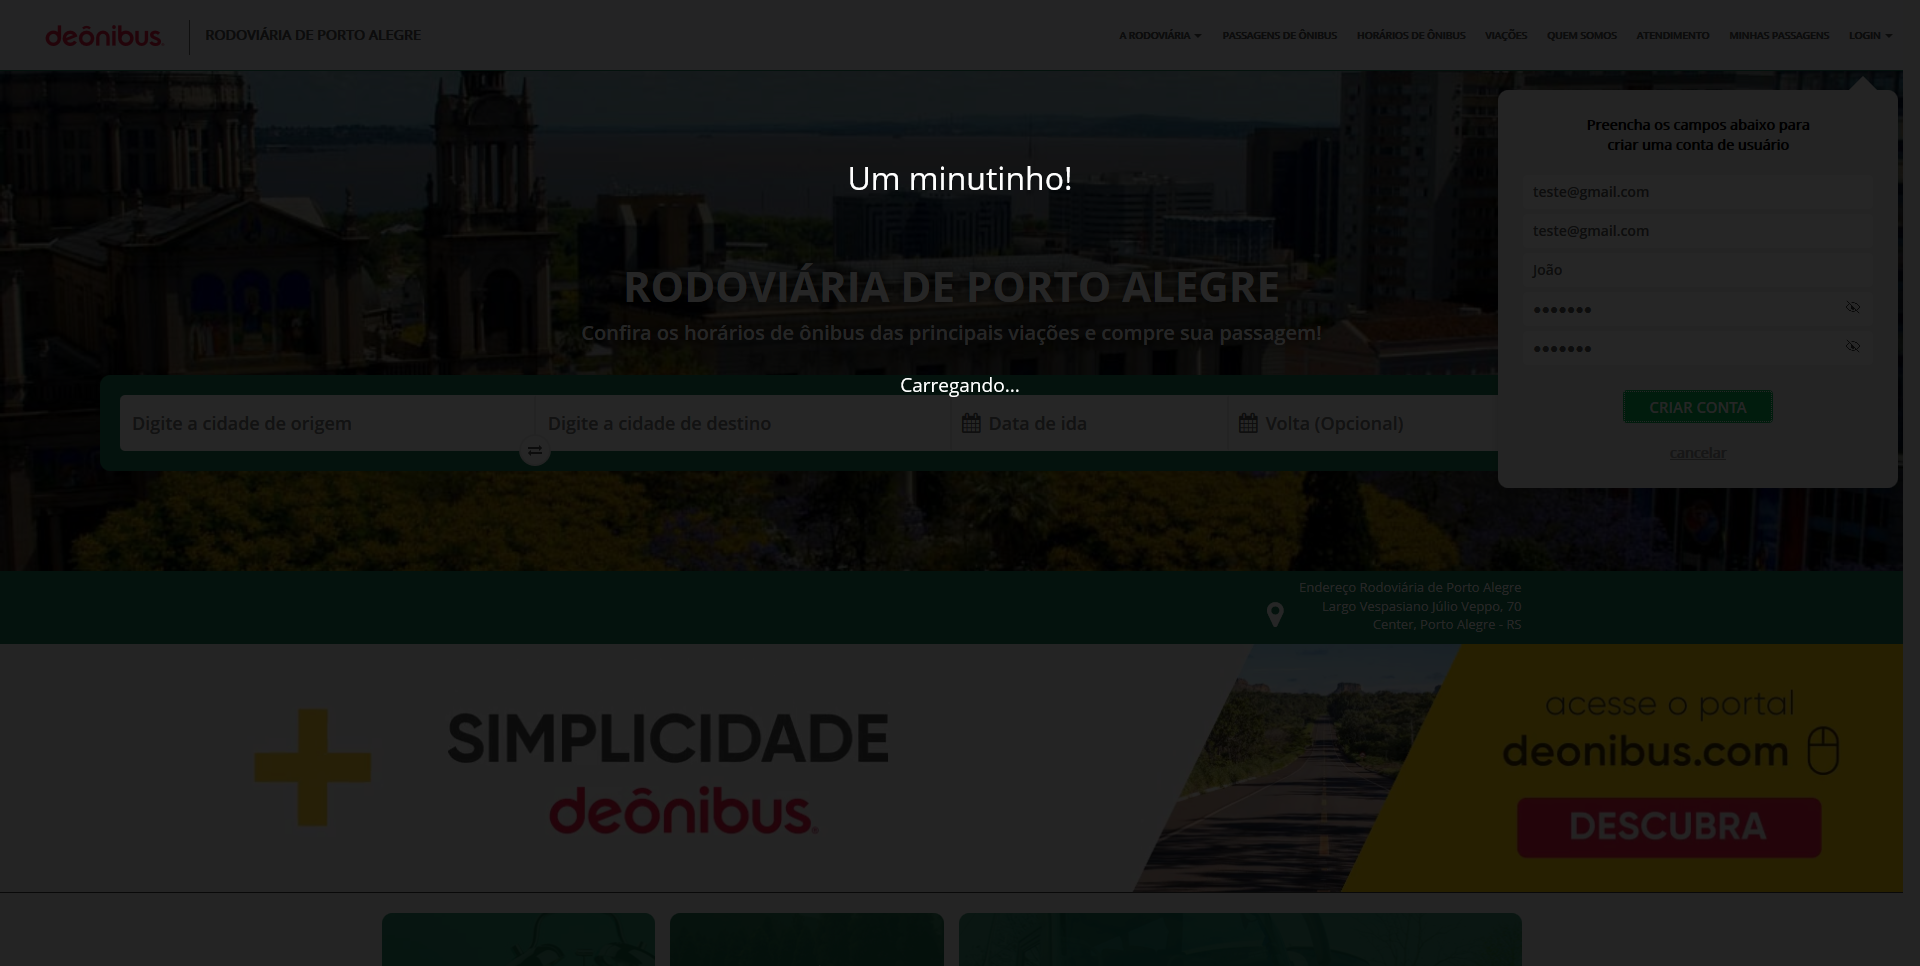 deônibus.
RODOVIÁRIA DE PORTO ALEGRE
A RODOVIÁRIA
PASSAGENS DE ÔNIBUS
HORÁRIOS DE ÔNIBUS
VIAÇÕES
QUEM SOMOS
ATENDIMENTO
MINHAS PASSAGENS
LOGIN
Preencha os campos abaixo para
criar uma conta de usuário
teste@gmail.com
teste@gmail.com
João
•••••••
•••••••
CRIAR CONTA
cancelar
Um minutinho!
RODOVIÁRIA DE PORTO ALEGRE
Confira os horários de ônibus das principais viações e compre sua passagem!
Carregando...
Digite a cidade de origem
Digite a cidade de destino
Data de ida
Volta (Opcional)
Endereço Rodoviária de Porto Alegre
Largo Vespasiano Júlio Veppo, 70
Center, Porto Alegre - RS
SIMPLICIDADE
deônibus.
acesse o portal
deonibus.com
DESCUBRA